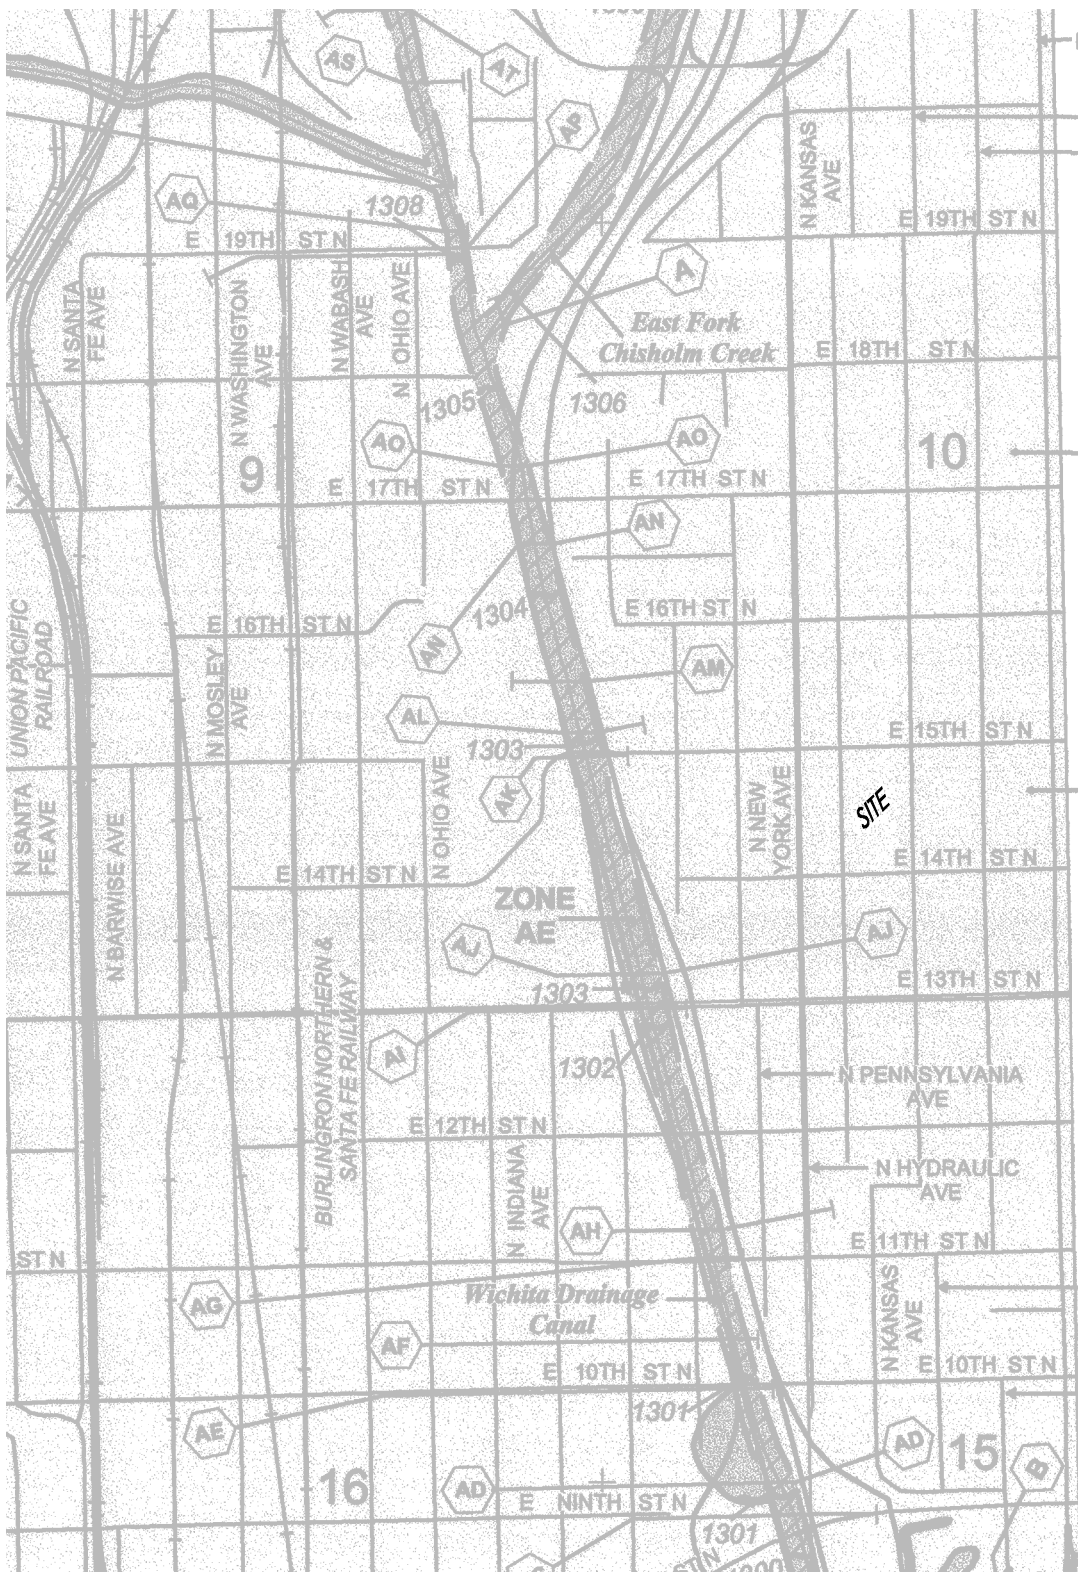 AS
AT
AP
N KANSAS
AVE
AQ
1308
E 19TH ST N
E 19TH ST N
A
N SANTA
FE AVE
N WASHINGTON
AVE
N WABASH
AVE
N OHIO AVE
East Fork
Chisholm Creek
E 18TH ST N
1305
1306
AO
AO
9
10
E 17TH ST N
E 17TH ST N
AN
1304
E 16TH ST N
E 16TH ST N
AN
AM
UNION PACIFIC
RAILROAD
N MOSLEY
AVE
AL
1303
E 15TH ST N
AK
N SANTA
FE AVE
N BARWISE AVE
N OHIO AVE
N NEW
YORK AVE
SITE
E 14TH ST N
E 14TH ST N
ZONE
AE
AJ
AJ
E 13TH ST N
1303
BURLINGRON NORTHERN &
SANTA FE RAILWAY
AI
1302
N PENNSYLVANIA
AVE
E 12TH ST N
N INDIANA
AVE
N HYDRAULIC
AVE
AH
E 11TH ST N
ST N
AG
Wichita Drainage
Canal
N KANSAS
AVE
AF
E 10TH ST N
E 10TH ST N
1301
AE
AD
15
B
16
AD
E NINTH ST N
1301
ST N